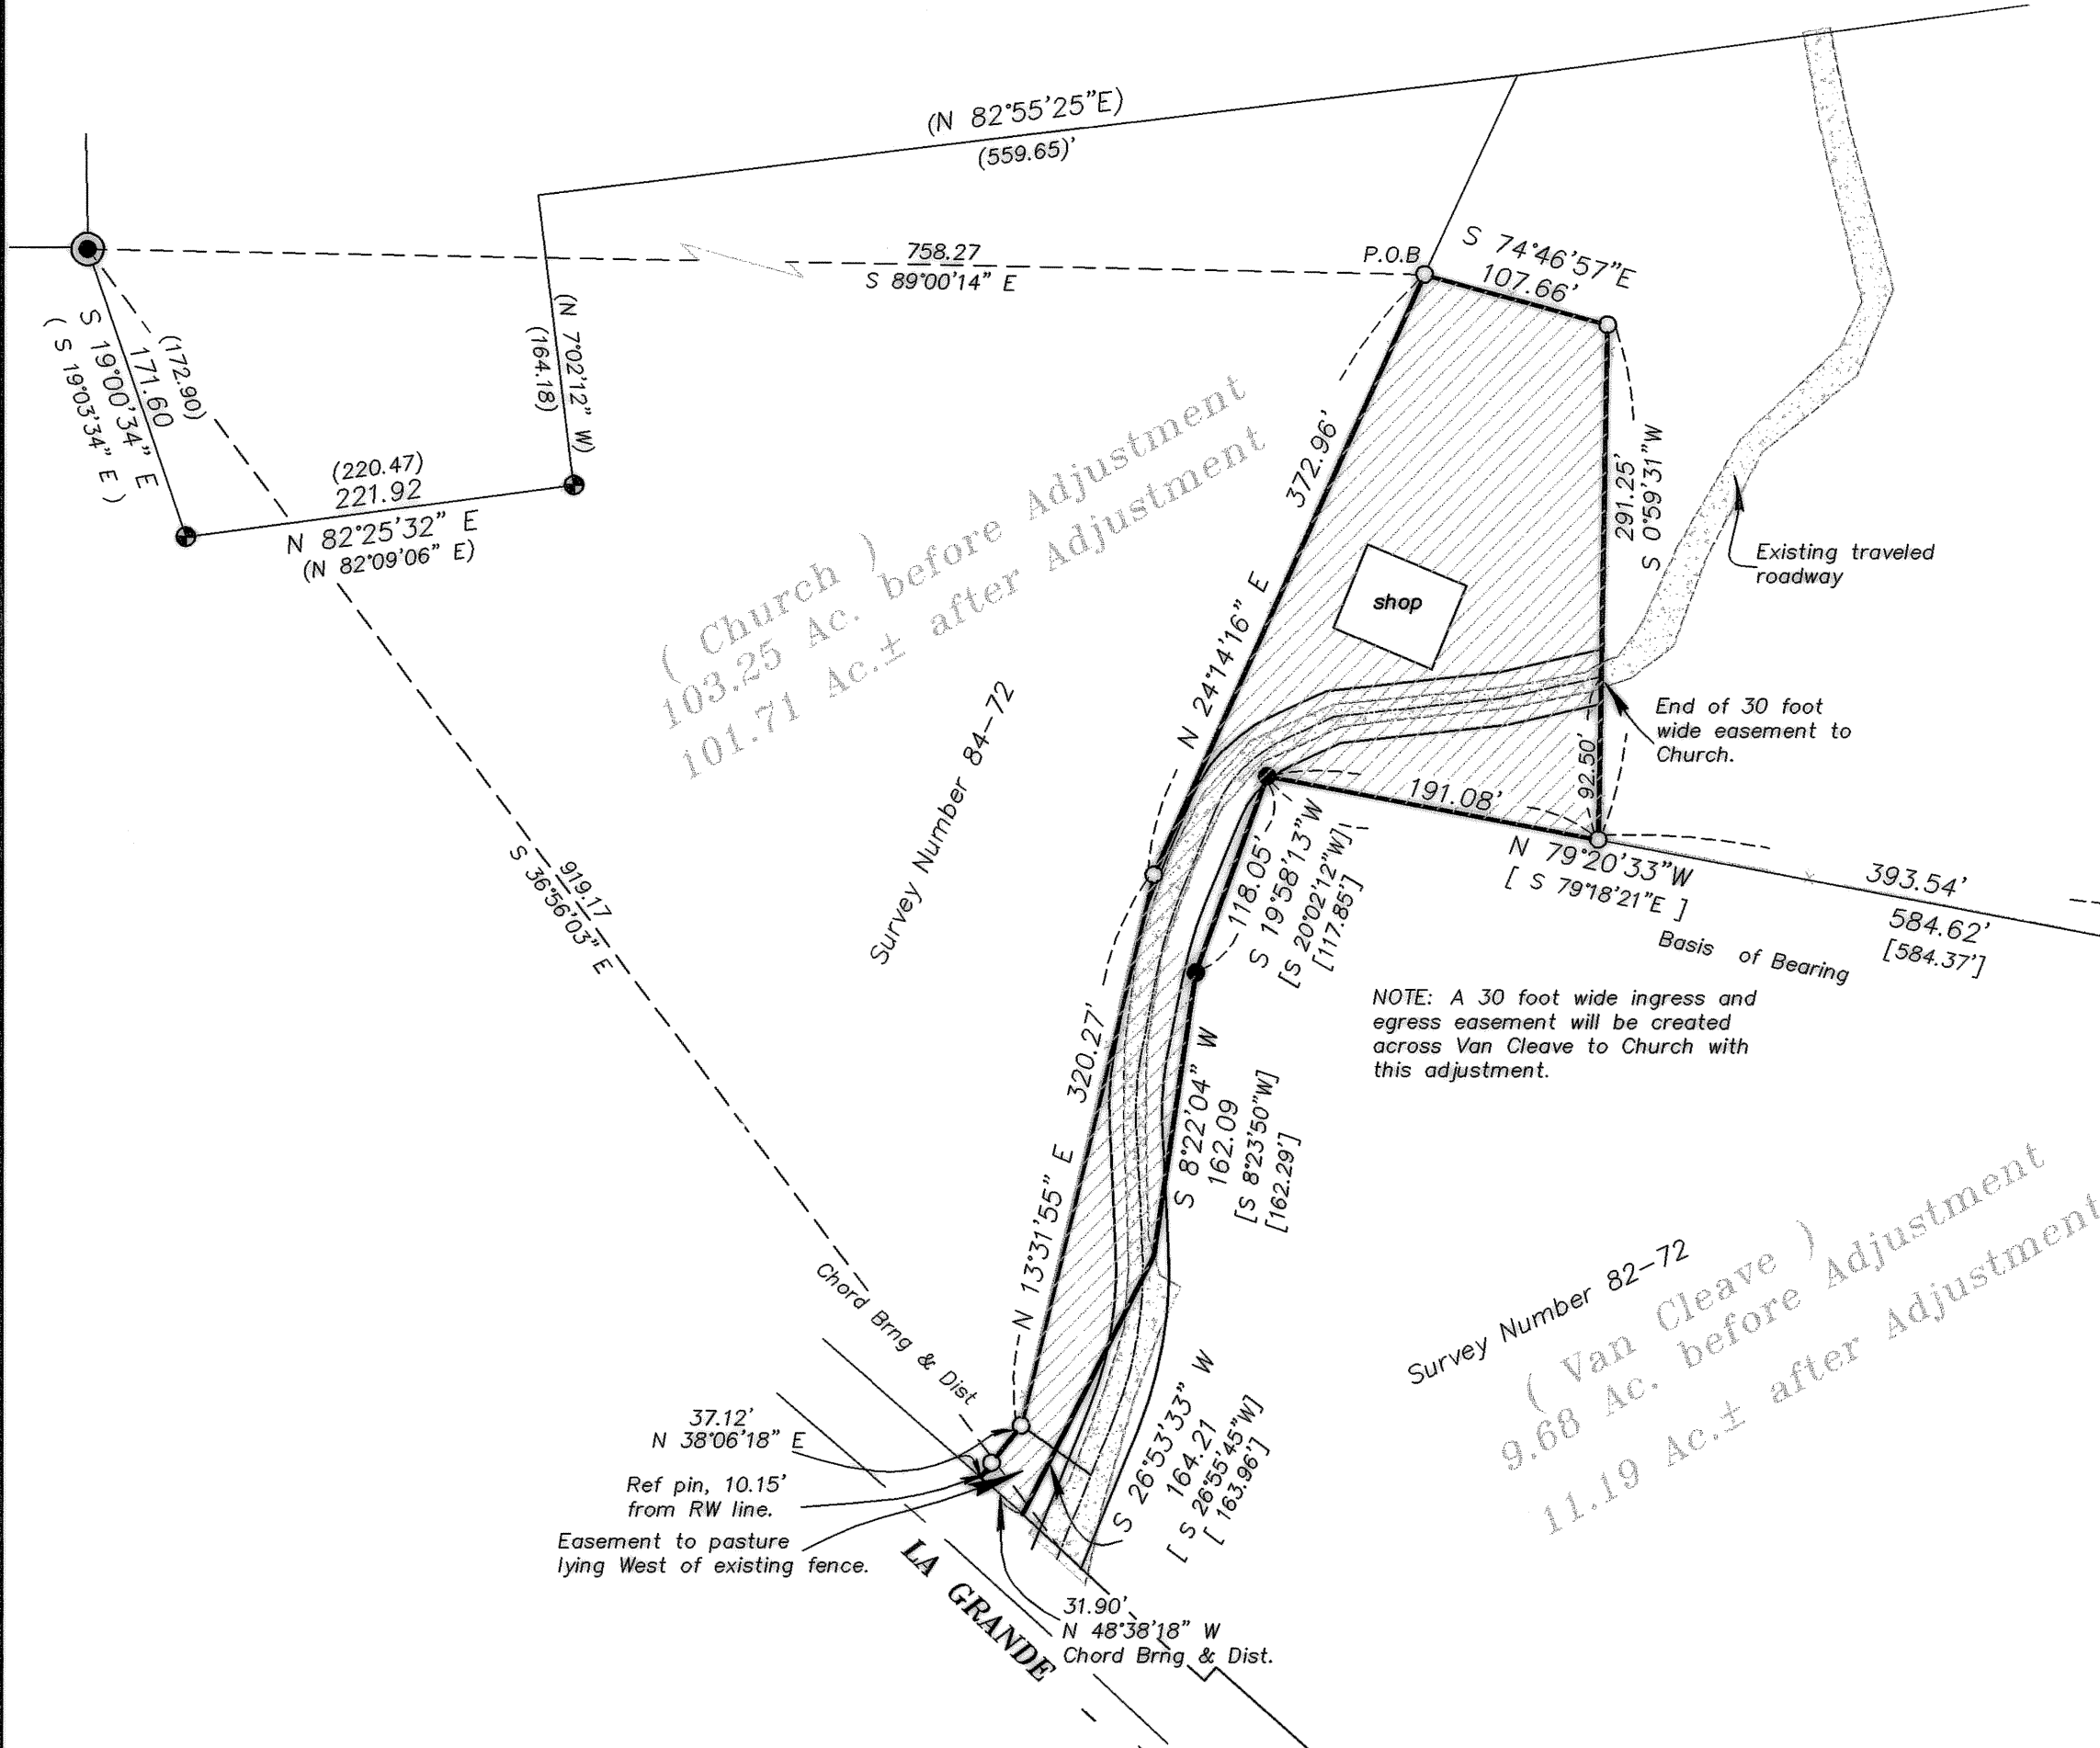 (N 82°55'25"E)
(559.65)'
758.27
S 89°00'14" E
P.O.B
S 74°46'57"E
107.66'
(N 7°02'12" W)
(164.18)
(172.90)
171.60
S 19°00'34" E
( S 19°03'34" E )
(220.47)
221.92
N 82°25'32" E
(N 82°09'06" E)
372.96'
N 24°14'16" E
291.25'
S 0°59'31"W
( Church )
103.25 Ac. before Adjustment
101.71 Ac.± after Adjustment
shop
Existing traveled
roadway
End of 30 foot
wide easement to
Church.
92.50'
191.08'
N 79°20'33"W
[ S 79°18'21"E ]
393.54'
584.62'
[584.37']
Basis of Bearing
Survey Number 84-72
919.17
S 36°56'03" E
118.05'
S 19°58'13"W
[S 20°02'12"W]
[117.85']
NOTE: A 30 foot wide ingress and
egress easement will be created
across Van Cleave to Church with
this adjustment.
320.27'
N 13°31'55" E
S 8°22'04" W
162.09
[S 8°23'50"W]
[162.29']
Survey Number 82-72
( Van Cleave )
9.68 Ac. before Adjustment
11.19 Ac.± after Adjustment
Chord Brng & Dist
37.12'
N 38°06'18" E
Ref pin, 10.15'
from RW line.
Easement to pasture
lying West of existing fence.
S 26°53'33" W
164.21
[ S 26°55'45"W]
[ 163.96']
LA GRANDE
31.90'
N 48°38'18" W
Chord Brng & Dist.